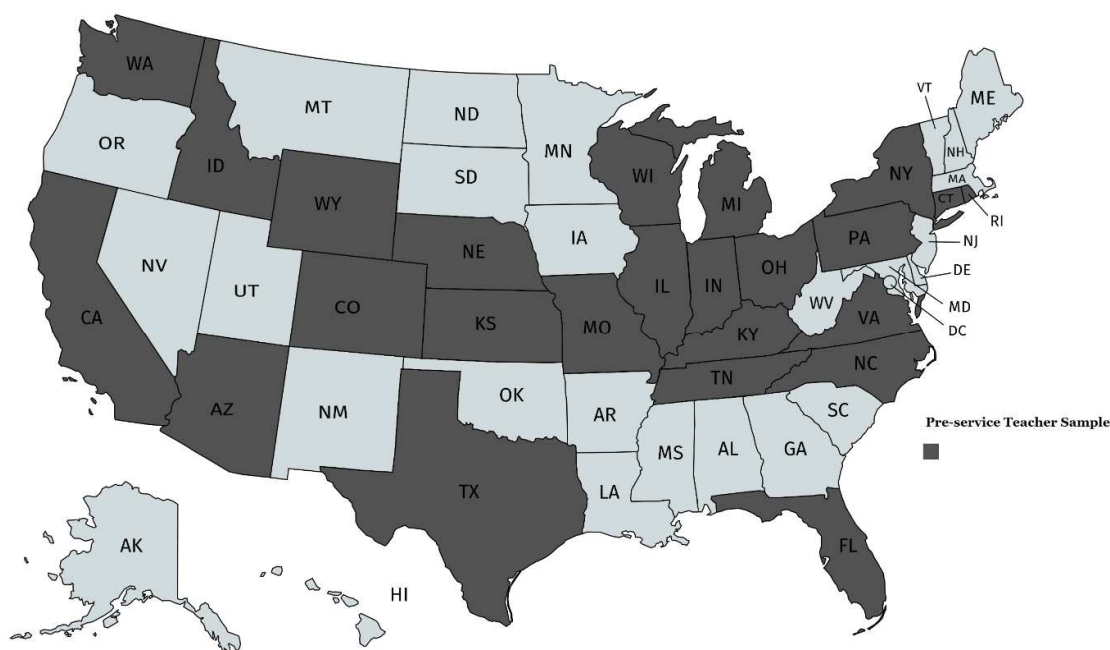 WA
MT
ND
MN
VT
ME
OR
ID
SD
WI
NH
NY
MA
WY
MI
CT
RI
NE
IA
PA
NJ
NV
UT
IL
IN
OH
DE
CA
CO
KS
MO
WV
VA
MD
DC
KY
TN
NC
AZ
NM
OK
AR
SC
Pre-service Teacher Sample
MS
AL
GA
TX
LA
FL
AK
HI